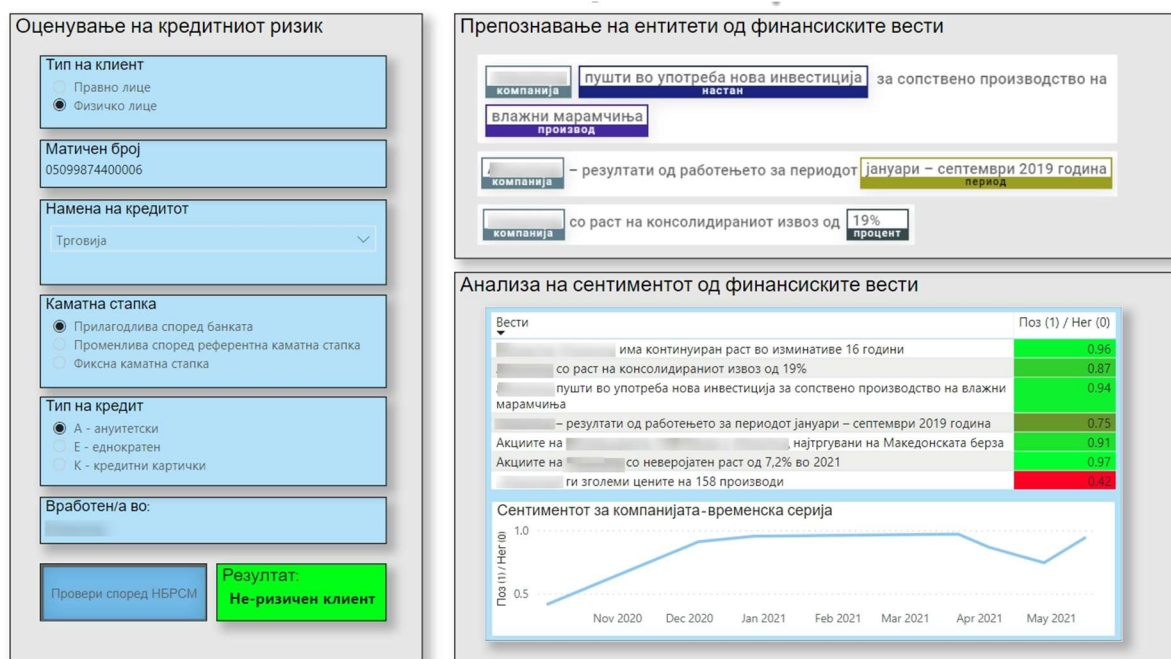 Оценување на кредитниот ризик
Тип на клиент
Правно лице
Физичко лице
Матичен број
05099874400006
Намена на кредитот
Трговија
Каматна стапка
Прилагодлива според банката
Променлива според референтна каматна стапка
Фиксна каматна стапка
Тип на кредит
А - ануитетски
Е - еднократен
К - кредитни картички
Вработен/а во:
Провери според НБРСМ
Резултат:
Не-ризичен клиент
Препознавање на ентитети од финансиските вести
пушти во употреба нова инвестиција за сопствено производство на
компанија настан
влажни марамчиња
производ
– резултати од работењето за периодот јануари – септември 2019 година
компанија период
со раст на консолидираниот извоз од 19%
компанија процент
Анализа на сентиментот од финансиските вести
Вести Поз (1) / Нег (0)
има континуиран раст во изминативе 16 години 0.96
со раст на консолидираниот извоз од 19% 0.87
пушти во употреба нова инвестиција за сопствено производство на влажни 0.94
марамчиња
– резултати од работењето за периодот јануари – септември 2019 година 0.75
Акциите на , најтргувани на Македонската берза 0.91
Акциите на со неверојатен раст од 7,2% во 2021 0.97
ги зголеми цените на 158 производи 0.42
Сентиментот за компанијата-временска серија
Поз (1) / Нег (0)
1.0
0.5
Nov 2020 Dec 2020 Jan 2021 Feb 2021 Mar 2021 Apr 2021 May 2021